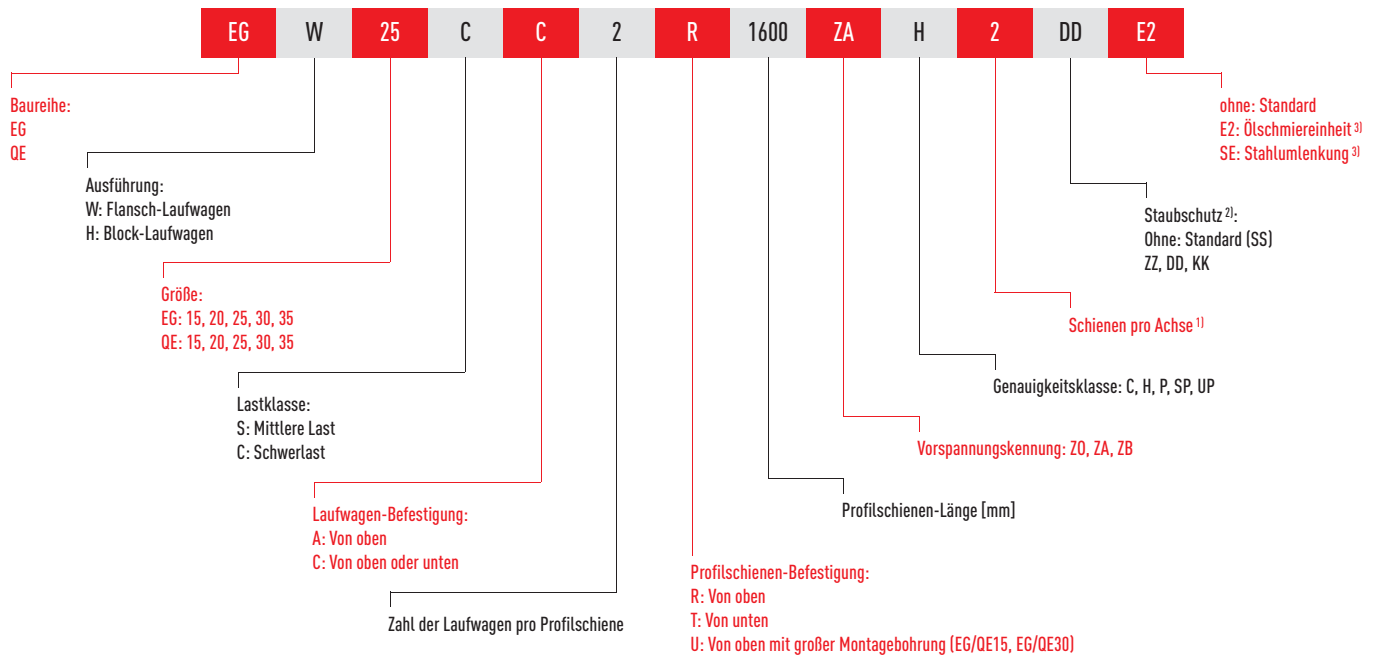 EG W 25 C C 2 R 1600 ZA H 2 DD E2
Baureihe:
EG
QE
Ausführung:
W: Flansch-Laufwagen
H: Block-Laufwagen
Größe:
EG: 15, 20, 25, 30, 35
QE: 15, 20, 25, 30, 35
Lastklasse:
S: Mittlere Last
C: Schwerlast
Laufwagen-Befestigung:
A: Von oben
C: Von oben oder unten
Zahl der Laufwagen pro Profilschiene
Profilschienen-Befestigung:
R: Von oben
T: Von unten
U: Von oben mit großer Montagebohrung (EG/QE15, EG/QE30)
Profilschienen-Länge [mm]
Vorspannungskennung: Z0, ZA, ZB
Genauigkeitsklasse: C, H, P, SP, UP
Schienen pro Achse 1)
Staubschutz 2):
Ohne: Standard (SS)
ZZ, DD, KK
ohne: Standard
E2: Ölschmiereinheit 3)
SE: Stahlumlenkung 3)